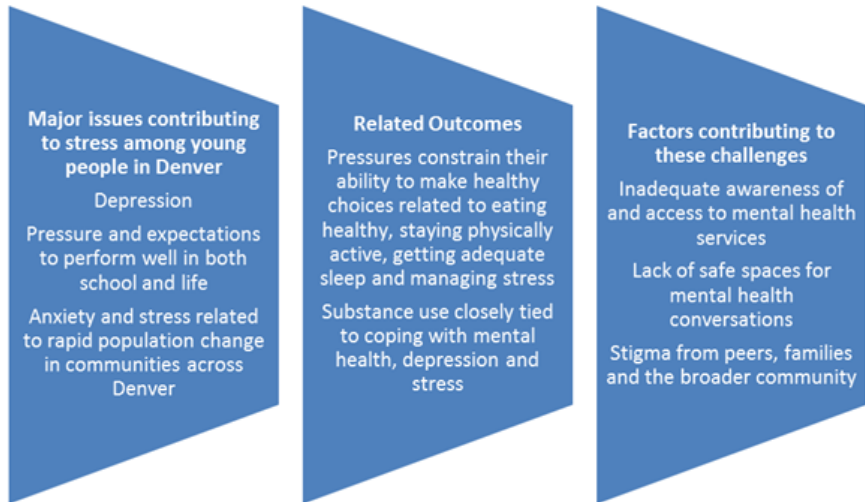 Major issues contributing
to stress among young
people in Denver
Depression
Pressure and expectations
to perform well in both
school and life
Anxiety and stress related
to rapid population change
in communities across
Denver
Related Outcomes
Pressures constrain their
ability to make healthy
choices related to eating
healthy, staying physically
active, getting adequate
sleep and managing stress
Substance use closely tied
to coping with mental
health, depression and
stress
Factors contributing to
these challenges
Inadequate awareness of
and access to mental health
services
Lack of safe spaces for
mental health
conversations
Stigma from peers, families
and the broader community